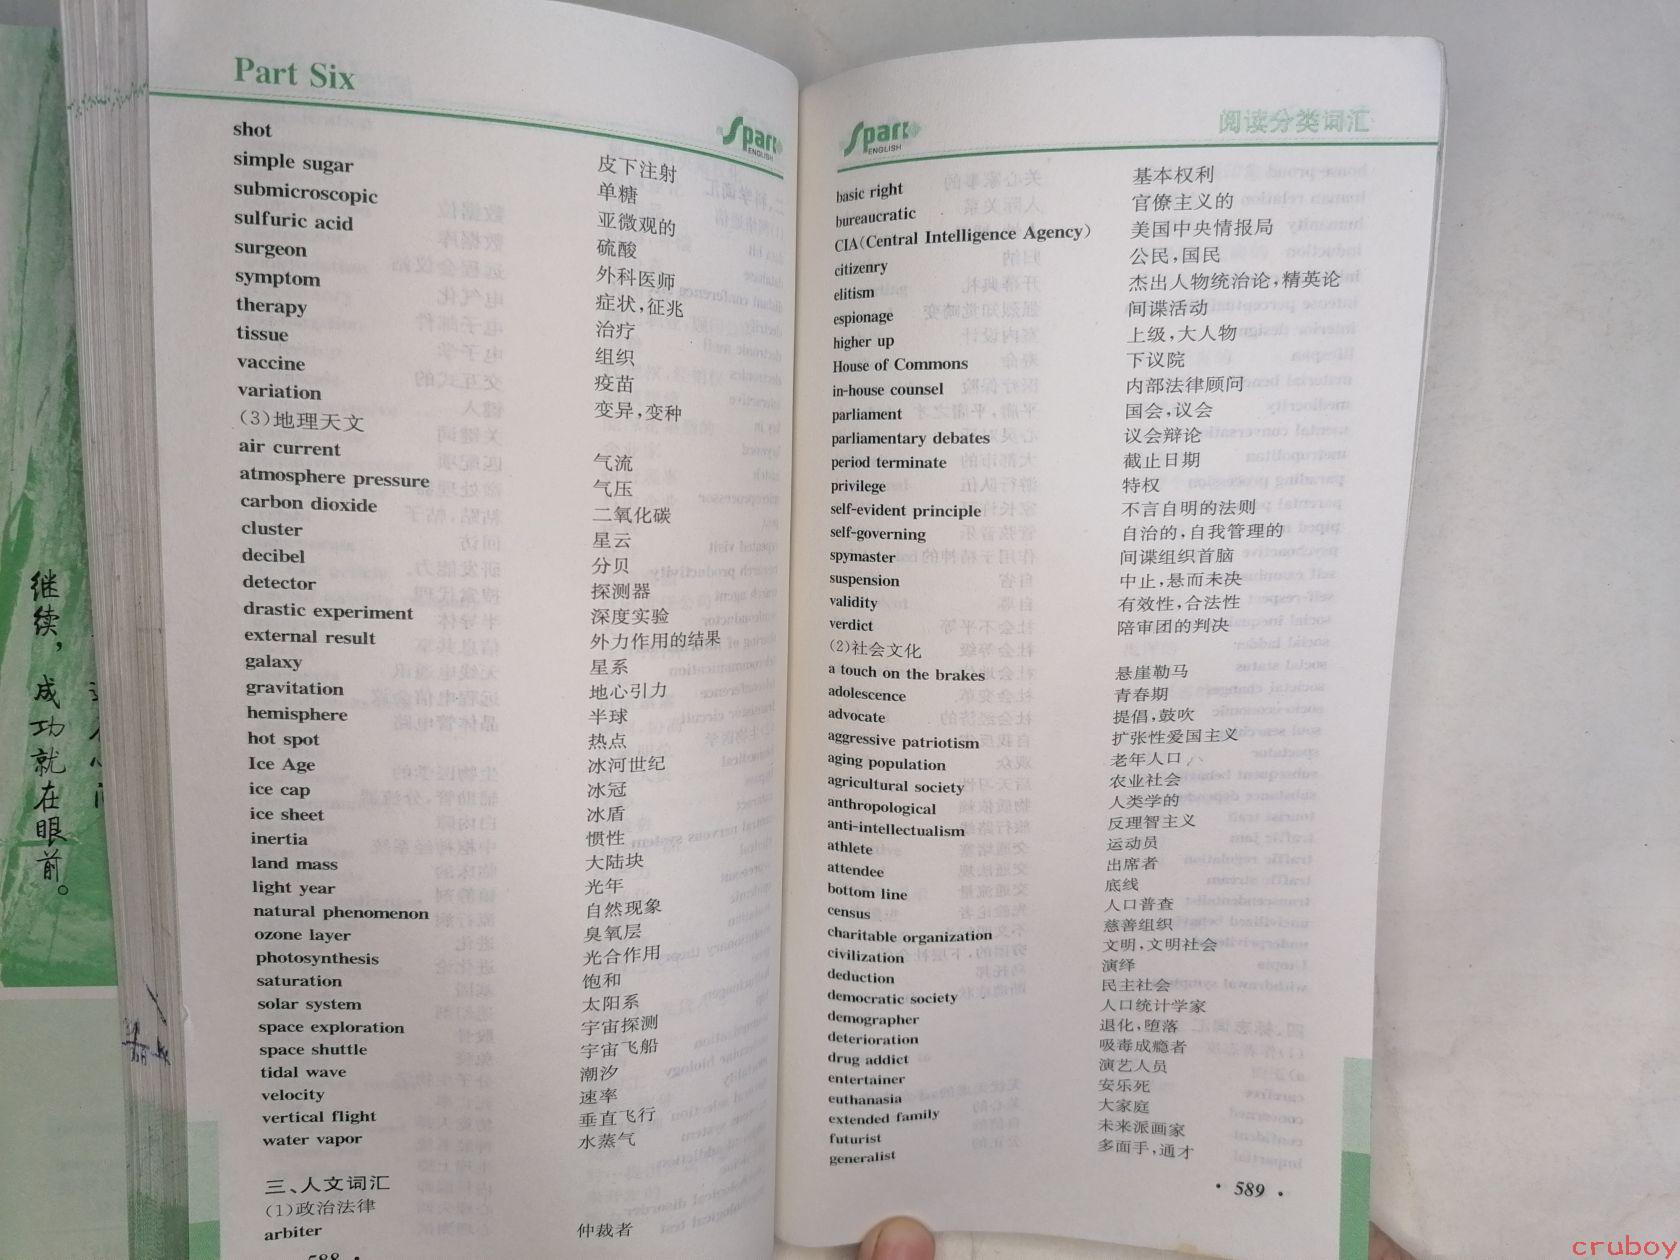 继续，成功就在眼前。
Part Six
Spark
ENGLISH
shot 皮下注射
simple sugar 单糖
submicroscopic 亚微观的
sulfuric acid 硫酸
surgeon 外科医师
symptom 症状,征兆
therapy 治疗
tissue 组织
vaccine 疫苗
variation 变异,变种
(3)地理天文
air current 气流
atmosphere pressure 气压
carbon dioxide 二氧化碳
cluster 星云
decibel 分贝
detector 探测器
drastic experiment 深度实验
external result 外力作用的结果
galaxy 星系
gravitation 地心引力
hemisphere 半球
hot spot 热点
Ice Age 冰河世纪
ice cap 冰冠
ice sheet 冰盾
inertia 惯性
land mass 大陆块
light year 光年
natural phenomenon 自然现象
ozone layer 臭氧层
photosynthesis 光合作用
saturation 饱和
solar system 太阳系
space exploration 宇宙探测
space shuttle 宇宙飞船
tidal wave 潮汐
velocity 速率
vertical flight 垂直飞行
water vapor 水蒸气
三、人文词汇
(1)政治法律
arbiter 仲裁者
588
Spark
ENGLISH
阅读分类词汇
basic right 基本权利
bureaucratic 官僚主义的
CIA(Central Intelligence Agency) 美国中央情报局
citizenry 公民,国民
elitism 杰出人物统治论,精英论
espionage 间谍活动
higher up 上级,大人物
House of Commons 下议院
in-house counsel 内部法律顾问
parliament 国会,议会
parliamentary debates 议会辩论
period terminate 截止日期
privilege 特权
self-evident principle 不言自明的法则
self-governing 自治的,自我管理的
spymaster 间谍组织首脑
suspension 中止,悬而未决
validity 有效性,合法性
verdict 陪审团的判决
(2)社会文化
a touch on the brakes 悬崖勒马
adolescence 青春期
advocate 提倡,鼓吹
aggressive patriotism 扩张性爱国主义
aging population 老年人口
agricultural society 农业社会
anthropological 人类学的
anti-intellectualism 反理智主义
athlete 运动员
attendee 出席者
bottom line 底线
census 人口普查
charitable organization 慈善组织
civilization 文明,文明社会
deduction 演绎
democratic society 民主社会
demographer 人口统计学家
deterioration 退化,堕落
drug addict 吸毒成瘾者
entertainer 演艺人员
euthanasia 安乐死
extended family 大家庭
futurist 未来派画家
generalist 多面手,通才
· 589 ·
cruboy